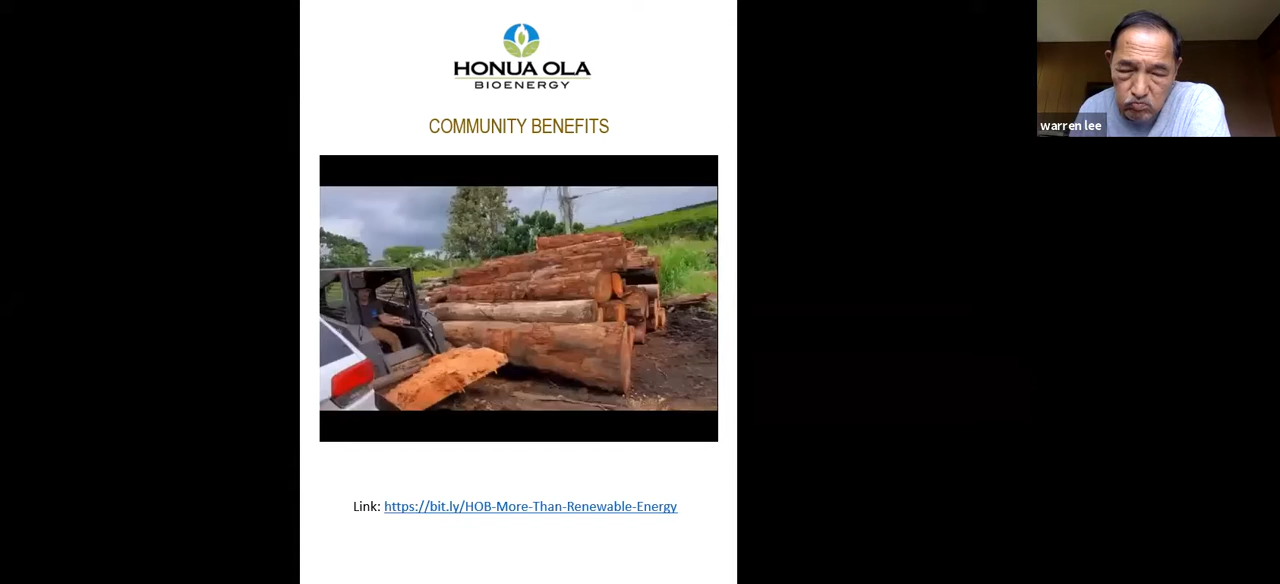 HONUA OLA
BIOENERGY
COMMUNITY BENEFITS
warren lee
Link: https://bit.ly/HOB-More-Than-Renewable-Energy